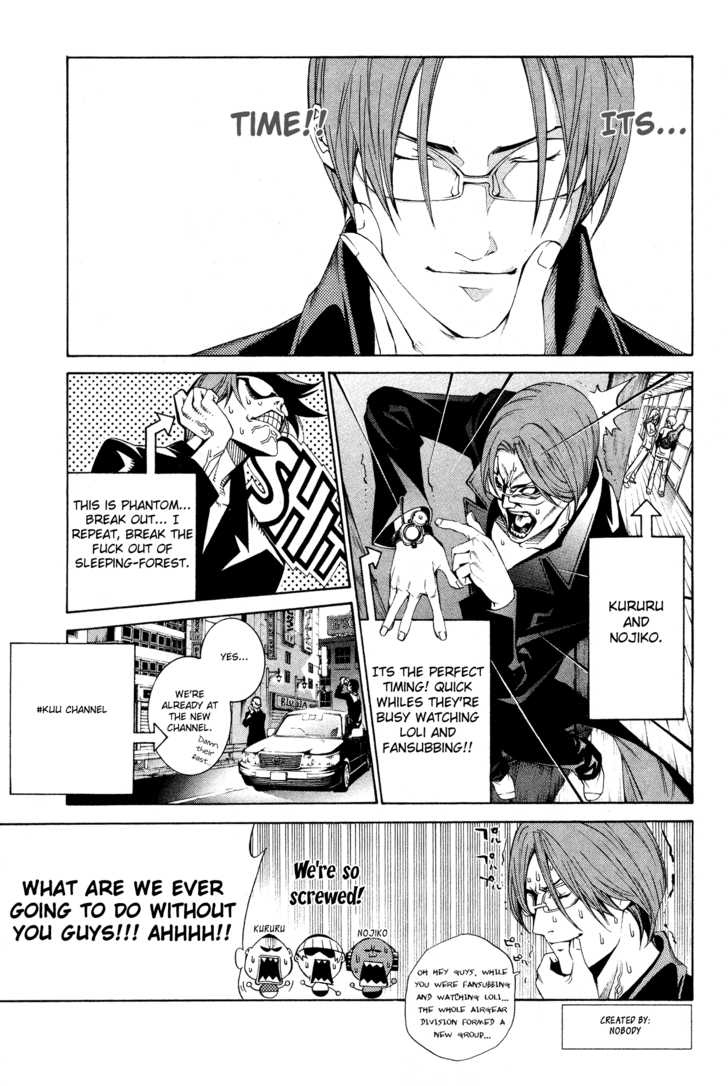 ITS...
TIME!!
KURURU
AND
NOJIKO.
ITS THE PERFECT
TIMING! QUICK
WHILES THEY'RE
BUSY WATCHING
LOLI AND
FANSUBBING!!
SHIT
THIS IS PHANTOM...
BREAK OUT... I
REPEAT, BREAK THE
FUCK OUT OF
SLEEPING-FOREST.
YES...
WE'RE
ALREADY AT
THE NEW
CHANNEL.
Damn
their
fast.
#KUU CHANNEL
OH HEY GUYS, WHILE
YOU WERE FANSUBBING
AND WATCHING LOLI...
THE WHOLE AIRGEAR
DIVISION FORMED A
NEW GROUP...
We're so
screwed!
KURURU
NOJIKO
WHAT ARE WE EVER
GOING TO DO WITHOUT
YOU GUYS!!! AHHHH!!
CREATED BY:
NOBODY